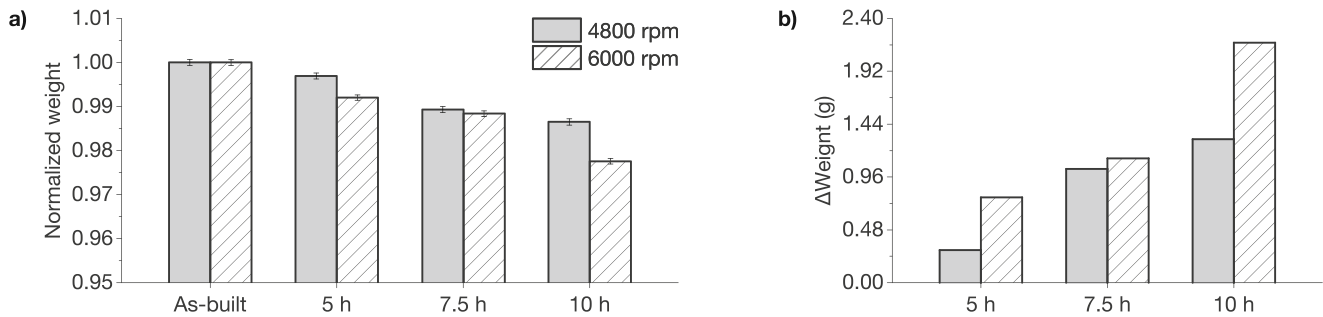 a)
Normalized weight
1.01
1.00
0.99
0.98
0.97
0.96
0.95
4800 rpm
6000 rpm
As-built
5 h
7.5 h
10 h
b)
ΔWeignt (g)
2.40
1.92
1.44
0.96
0.48
0.00
5 h
7.5 h
10 h